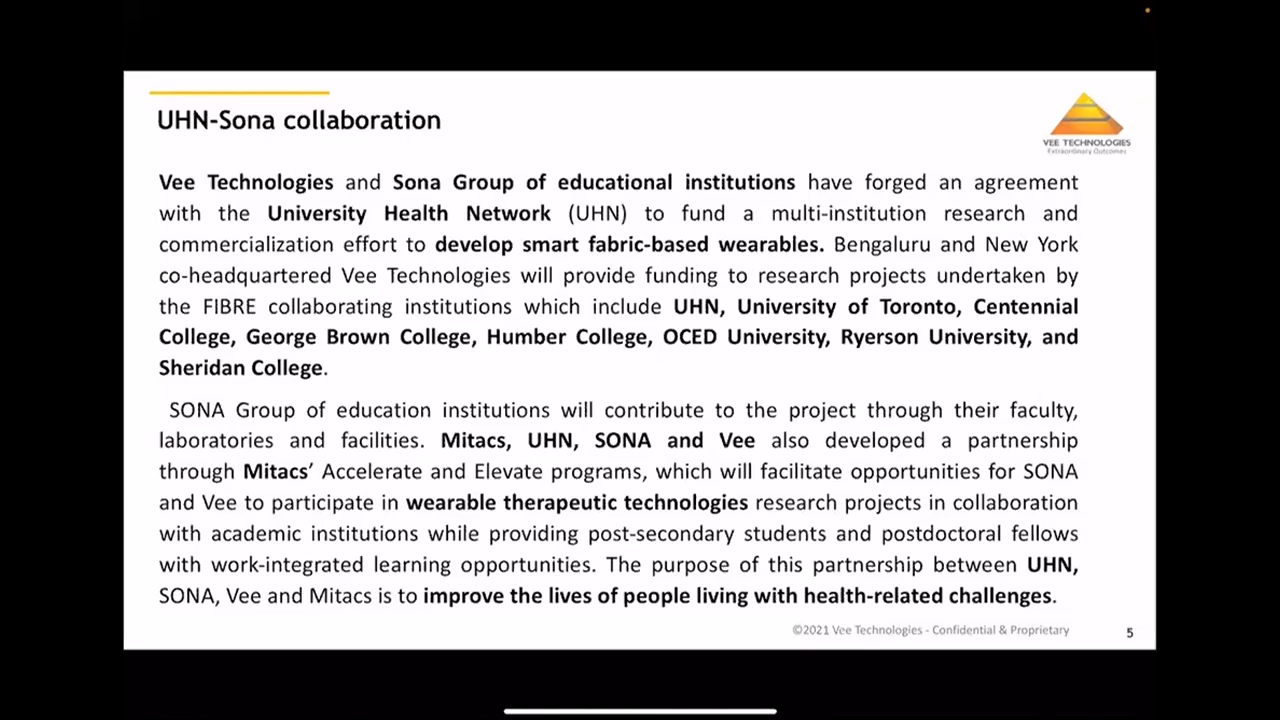 UHN-Sona collaboration
VEE TECHNOLOGIES
Extraordinary Outcomes
Vee Technologies and Sona Group of educational institutions have forged an agreement
with the University Health Network (UHN) to fund a multi-institution research and
commercialization effort to develop smart fabric-based wearables. Bengaluru and New York
co-headquartered Vee Technologies will provide funding to research projects undertaken by
the FIBRE collaborating institutions which include UHN, University of Toronto, Centennial
College, George Brown College, Humber College, OCED University, Ryerson University, and
Sheridan College.
SONA Group of education institutions will contribute to the project through their faculty,
laboratories and facilities. Mitacs, UHN, SONA and Vee also developed a partnership
through Mitacs’ Accelerate and Elevate programs, which will facilitate opportunities for SONA
and Vee to participate in wearable therapeutic technologies research projects in collaboration
with academic institutions while providing post-secondary students and postdoctoral fellows
with work-integrated learning opportunities. The purpose of this partnership between UHN,
SONA, Vee and Mitacs is to improve the lives of people living with health-related challenges.
©2021 Vee Technologies - Confidential & Proprietary
5